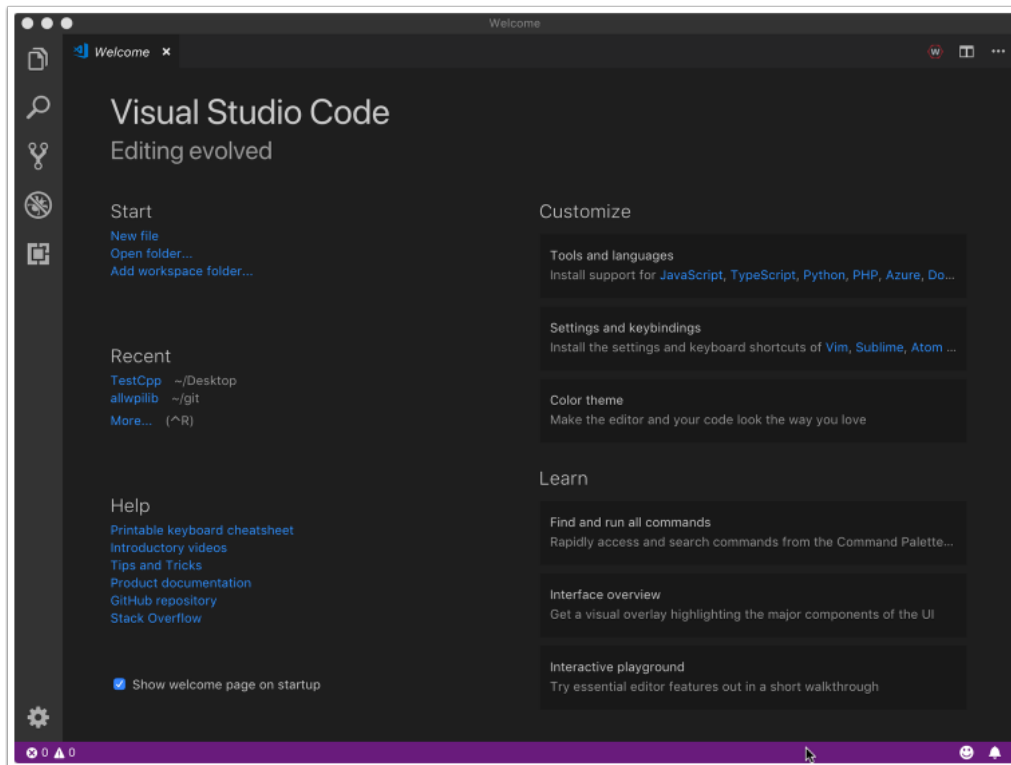 Welcome
Welcome ×
W
Visual Studio Code
Editing evolved
Start
New file
Open folder...
Add workspace folder...
Recent
TestCpp ~/Desktop
allwpilib ~/git
More... (^R)
Help
Printable keyboard cheatsheet
Introductory videos
Tips and Tricks
Product documentation
GitHub repository
Stack Overflow
Show welcome page on startup
Customize
Tools and languages
Install support for JavaScript, TypeScript, Python, PHP, Azure, Do...
Settings and keybindings
Install the settings and keyboard shortcuts of Vim, Sublime, Atom ...
Color theme
Make the editor and your code look the way you love
Learn
Find and run all commands
Rapidly access and search commands from the Command Palette...
Interface overview
Get a visual overlay highlighting the major components of the UI
Interactive playground
Try essential editor features out in a short walkthrough
0 0